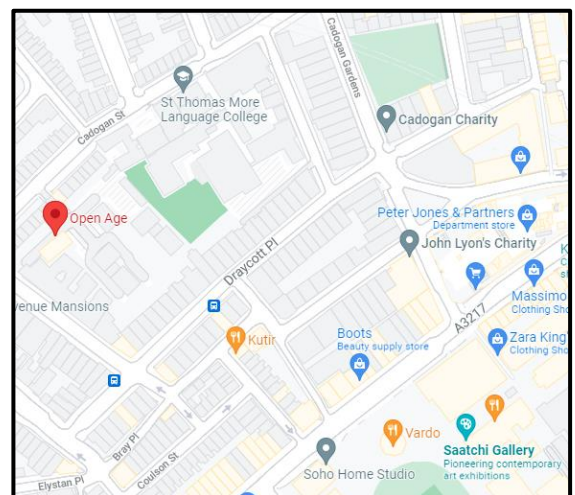 Cadogan Gardens
St Thomas More
Language College
Cadogan St
Cadogan Charity
Open Age
Peter Jones & Partners
Department store
John Lyon's Charity
Draycott Pl
K
C
s
venue Mansions
Massimo
Clothing Sho
A3217
Kutir
Boots
Beauty supply store
Zara King'
Clothing Sho
Bray Pl
Vardo
Coulson St
Saatchi Gallery
Pioneering contemporary
art exhibitions
Soho Home Studio
Elystan Pl